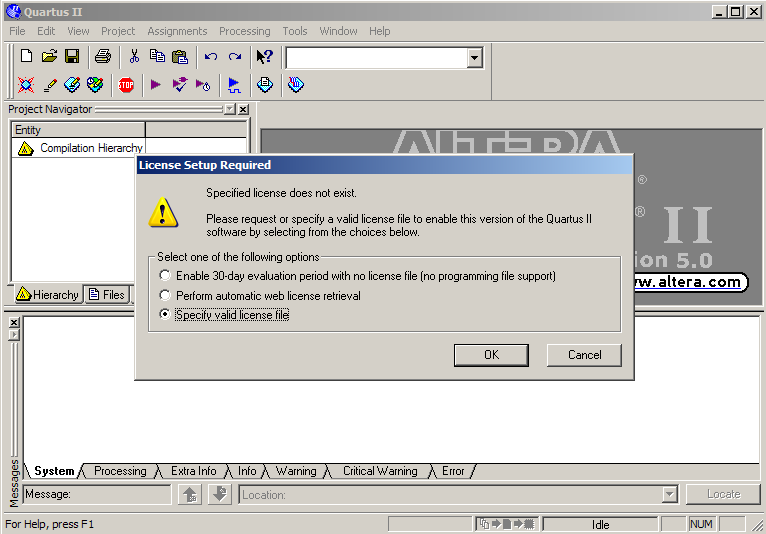 Quartus II
File Edit View Project Assignments Processing Tools Window Help
STOP
Project Navigator
Entity
Compilation Hierarchy
ALTERA
License Setup Required
Specified license does not exist.
Please request or specify a valid license file to enable this version of the Quartus II
software by selecting from the choices below.
Select one of the following options
Enable 30-day evaluation period with no license file (no programming file support)
Perform automatic web license retrieval
Specify valid license file
OK Cancel
® 
® II
ion 5.0
w.altera.com
Hierarchy Files
Messages
System Processing Extra Info Info Warning Critical Warning Error
Message: Location: Locate
For Help, press F1 Idle NUM